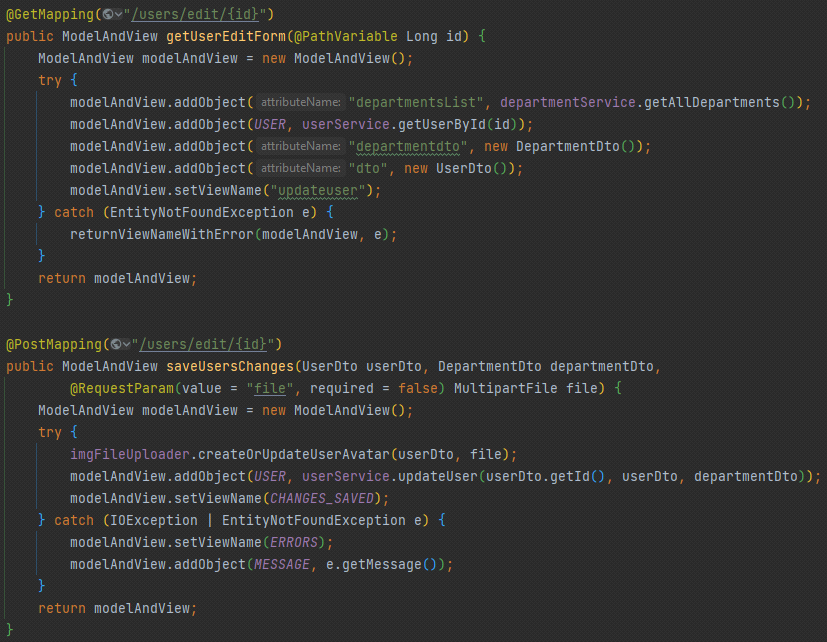 @GetMapping("/users/edit/{id}")
public ModelAndView getUserEditForm(@PathVariable Long id) {
    ModelAndView modelAndView = new ModelAndView();
    try {
        modelAndView.addObject( attributeName: "departmentsList", departmentService.getAllDepartments());
        modelAndView.addObject(USER, userService.getUserById(id));
        modelAndView.addObject( attributeName: "departmentdto", new DepartmentDto());
        modelAndView.addObject( attributeName: "dto", new UserDto());
        modelAndView.setViewName("updateuser");
    } catch (EntityNotFoundException e) {
        returnViewNameWithError(modelAndView, e);
    }
    return modelAndView;
}
@PostMapping("/users/edit/{id}")
public ModelAndView saveUsersChanges(UserDto userDto, DepartmentDto departmentDto,
        @RequestParam(value = "file", required = false) MultipartFile file) {
    ModelAndView modelAndView = new ModelAndView();
    try {
        imgFileUploader.createOrUpdateUserAvatar(userDto, file);
        modelAndView.addObject(USER, userService.updateUser(userDto.getId(), userDto, departmentDto));
        modelAndView.setViewName(CHANGES_SAVED);
    } catch (IOException | EntityNotFoundException e) {
        modelAndView.setViewName(ERRORS);
        modelAndView.addObject(MESSAGE, e.getMessage());
    }
    return modelAndView;
}